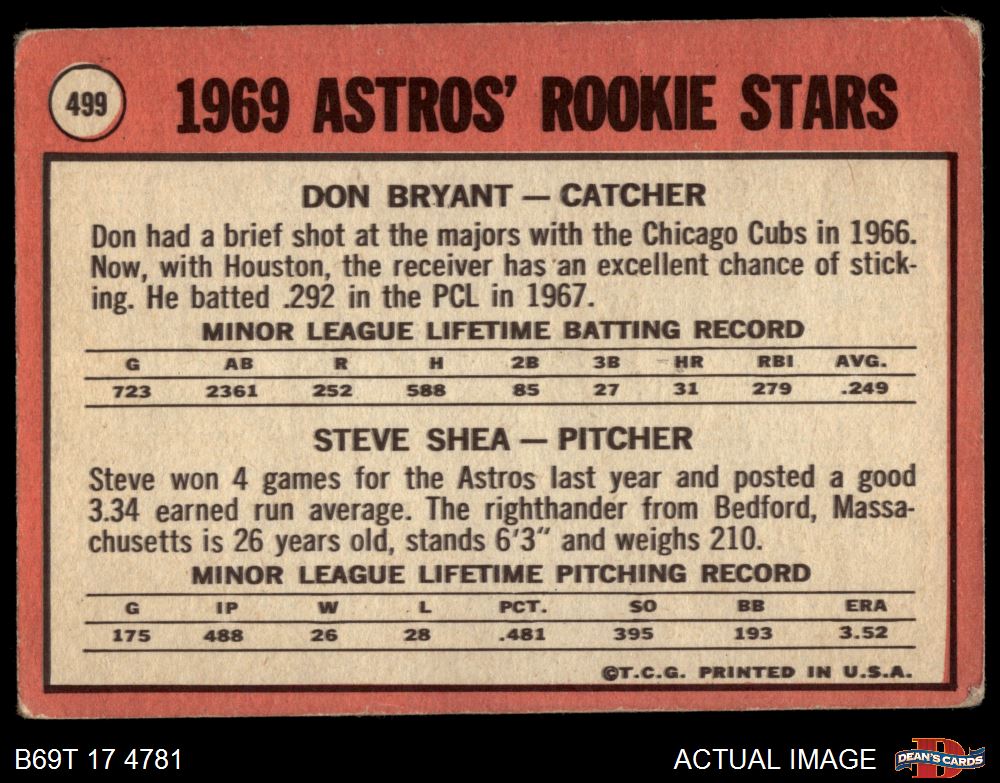 499
1969 ASTROS' ROOKIE STARS
DON BRYANT — CATCHER
Don had a brief shot at the majors with the Chicago Cubs in 1966.
Now, with Houston, the receiver has an excellent chance of stick-
ing. He batted .292 in the PCL in 1967.
MINOR LEAGUE LIFETIME BATTING RECORD
G AB R H 2B 3B HR RBI AVG.
723 2361 252 588 85 27 31 279 .249
STEVE SHEA — PITCHER
Steve won 4 games for the Astros last year and posted a good
3.34 earned run average. The righthander from Bedford, Massa-
chusetts is 26 years old, stands 6'3" and weighs 210.
MINOR LEAGUE LIFETIME PITCHING RECORD
G IP W L PCT. SO BB ERA
175 488 26 28 .481 395 193 3.52
©T.C.G. PRINTED IN U.S.A.
B69T 17 4781
ACTUAL IMAGE
D
DEAN'S CARDS